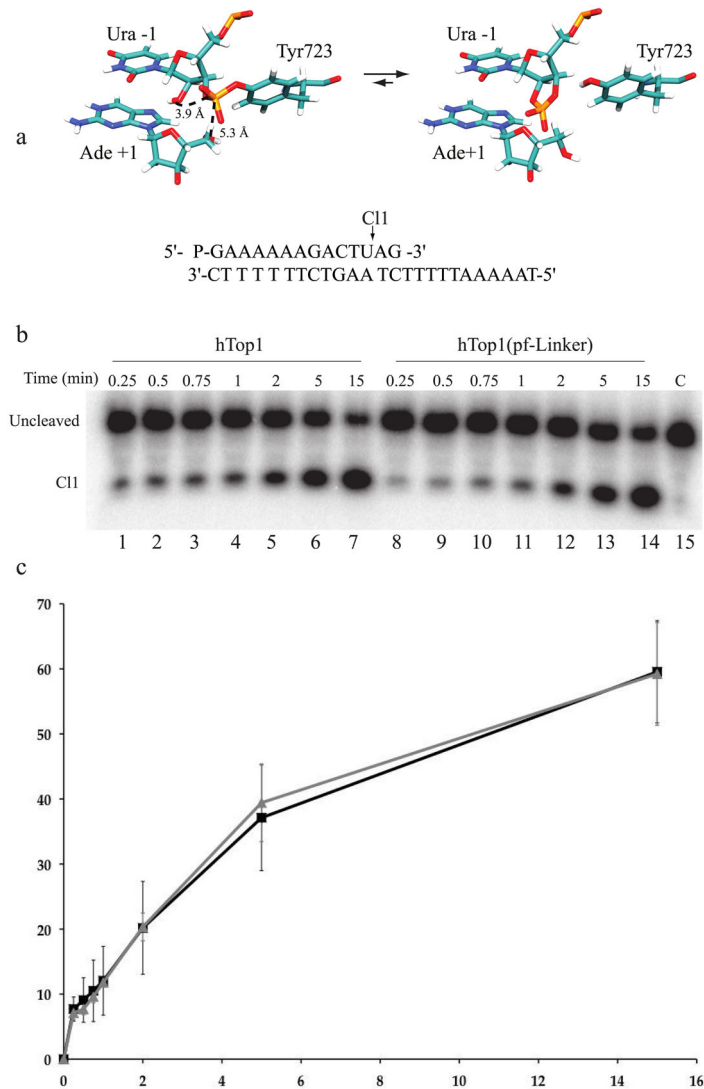 a
Ura -1
Tyr723
3.9 Å
5.3 Å
Ade +1
Ura -1
Tyr723
Ade+1
Cl1
5'- P-GAAAAAAGACTUAG -3'
3'-CT T T T TTCTGAA TCTTTTTAAAAAT-5'
b
hTop1
hTop1(pf-Linker)
Time (min) 0.25 0.5 0.75 1 2 5 15 0.25 0.5 0.75 1 2 5 15 C
Uncleaved
Cl1
1 2 3 4 5 6 7 8 9 10 11 12 13 14 15
c
70
60
50
40
30
20
10
0
0 2 4 6 8 10 12 14 16